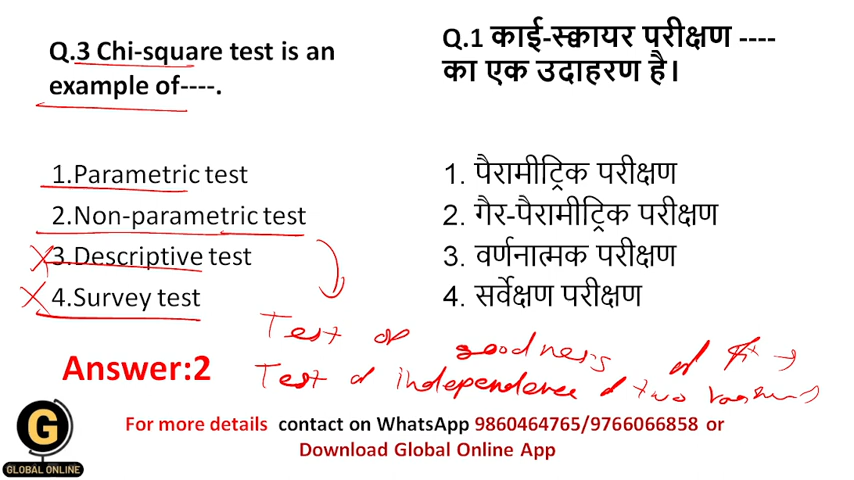 Q.3 Chi-square test is an
example of----.
1.Parametric test
2.Non-parametric test
3.Descriptive test
4.Survey test
Answer:2
Q.1 काई-स्क्वायर परीक्षण ----
का एक उदाहरण है।
1. पैरामीट्रिक परीक्षण
2. गैर-पैरामीट्रिक परीक्षण
3. वर्णनात्मक परीक्षण
4. सर्वेक्षण परीक्षण
Test of goodness of fit
Test of independence of two
For more details contact on WhatsApp 9860464765/9766066858 or
Download Global Online App
G
GLOBAL ONLINE